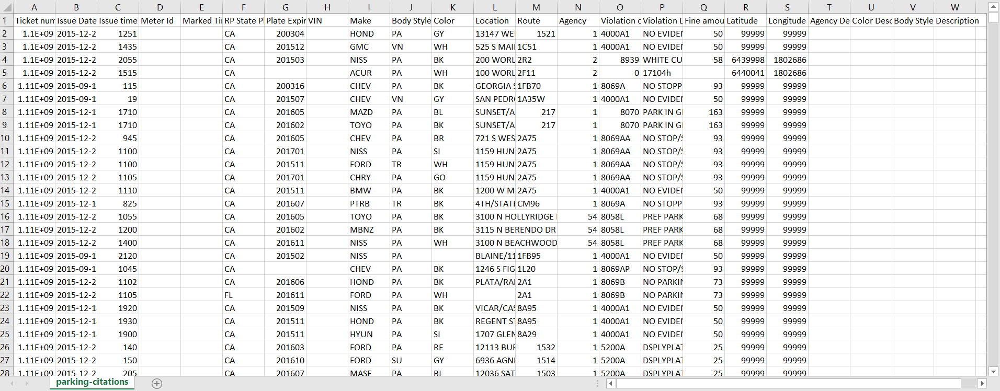 A B C D E F G H I J K L M N O P Q R S T U V W
1 Ticket num Issue Date Issue time Meter Id Marked Ti RP State Pl Plate Expir VIN Make Body Style Color Location Route Agency Violation c Violation D Fine amou Latitude Longitude Agency De Color Desc Body Style Description
2 1.1E+09 2015-12-2 1251 CA 200304 HOND PA GY 13147 WE 1521 1 4000A1 NO EVIDE 50 99999 99999
3 1.1E+09 2015-12-2 1435 CA 201512 GMC VN WH 525 S MAI 1C51 1 4000A1 NO EVIDE 50 99999 99999
4 1.1E+09 2015-12-2 2055 CA 201503 NISS PA BK 200 WORL 2R2 2 8939 WHITE CU 58 6439998 1802686
5 1.1E+09 2015-12-2 1515 CA ACUR PA WH 100 WORL 2F11 2 0 17104h 6440041 1802686
6 1.11E+09 2015-09-1 115 CA 200316 CHEV PA BK GEORGIA S 1FB70 1 8069A NO STOPP 93 99999 99999
7 1.11E+09 2015-09-1 19 CA 201507 CHEV VN GY SAN PEDR 1A35W 1 4000A1 NO EVIDE 50 99999 99999
8 1.11E+09 2015-12-1 1710 CA 201605 MAZD PA BL SUNSET/A 217 1 8070 PARK IN G 163 99999 99999
9 1.11E+09 2015-12-1 1710 CA 201602 TOYO PA BK SUNSET/A 217 1 8070 PARK IN G 163 99999 99999
10 1.11E+09 2015-12-2 945 CA 201605 CHEV PA BR 721 S WES 2A75 1 8069AA NO STOP/S 93 99999 99999
11 1.11E+09 2015-12-2 1100 CA 201701 NISS PA SI 1159 HUN 2A75 1 8069AA NO STOP/S 93 99999 99999
12 1.11E+09 2015-12-2 1100 CA 201511 FORD TR WH 1159 HUN 2A75 1 8069AA NO STOP/S 93 99999 99999
13 1.11E+09 2015-12-2 1105 CA 201701 CHRY PA GO 1159 HUN 2A75 1 8069AA NO STOP/S 93 99999 99999
14 1.11E+09 2015-12-2 1110 CA 201511 BMW PA BK 1200 W M 2A75 1 4000A1 NO EVIDE 50 99999 99999
15 1.11E+09 2015-12-1 825 CA 201607 PTRB TR BK 4TH/STATE CM96 1 8069A NO STOPP 93 99999 99999
16 1.11E+09 2015-12-2 1055 CA 201605 TOYO PA BK 3100 N HOLLYRIDGE 54 8058L PREF PARK 68 99999 99999
17 1.11E+09 2015-12-2 1200 CA 201602 MBNZ PA BK 3115 N BERENDO DR 54 8058L PREF PARK 68 99999 99999
18 1.11E+09 2015-12-2 1400 CA 201611 NISS PA WH 3100 N BEACHWOOD 54 8058L PREF PARK 68 99999 99999
19 1.11E+09 2015-09-1 2120 CA 201502 NISS PA BLAINE/11 1FB95 1 4000A1 NO EVIDE 50 99999 99999
20 1.11E+09 2015-09-1 1045 CA CHEV PA BK 1246 S FIG 1L20 1 8069AP NO STOP/S 93 99999 99999
21 1.11E+09 2015-12-2 1102 CA 201606 HOND PA BK PLATA/RA 2A1 1 8069B NO PARKI 73 99999 99999
22 1.11E+09 2015-12-2 1105 FL 201611 FORD PA WH 2A1 1 8069B NO PARKI 73 99999 99999
23 1.11E+09 2015-12-1 1920 CA 201509 NISS PA BK VICAR/CAS 8A95 1 4000A1 NO EVIDE 50 99999 99999
24 1.11E+09 2015-12-1 1930 CA 201511 HOND PA BK REGENT ST 8A95 1 4000A1 NO EVIDE 50 99999 99999
25 1.11E+09 2015-12-1 1900 CA 201511 HYUN PA SI 1707 GLEN 8A29 1 4000A1 NO EVIDE 50 99999 99999
26 1.11E+09 2015-12-2 140 CA 201603 FORD PA RE 12113 BUR 1532 1 5200A DSPLYPLAT 25 99999 99999
27 1.11E+09 2015-12-2 150 CA 201610 FORD SU GY 6936 AGN 1514 1 5200A DSPLYPLAT 25 99999 99999
28 1.11E+09 2015-12-2 205 CA 201607 MASE PA BL 12036 SAT 1503 1 5200A DSPLYPLAT 25 99999 99999
parking-citations